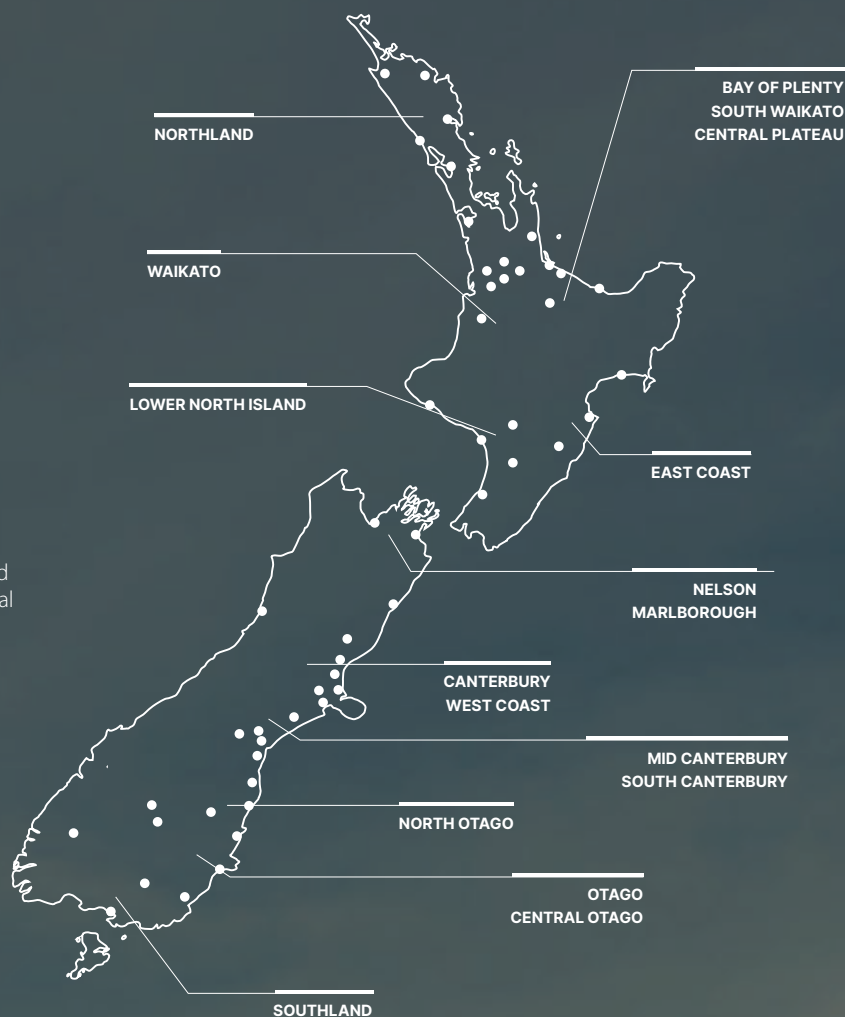 BAY OF PLENTY
SOUTH WAIKATO
CENTRAL PLATEAU
NORTHLAND
WAIKATO
LOWER NORTH ISLAND
EAST COAST
d
al
NELSON
MARLBOROUGH
CANTERBURY
WEST COAST
MID CANTERBURY
SOUTH CANTERBURY
NORTH OTAGO
OTAGO
CENTRAL OTAGO
SOUTHLAND